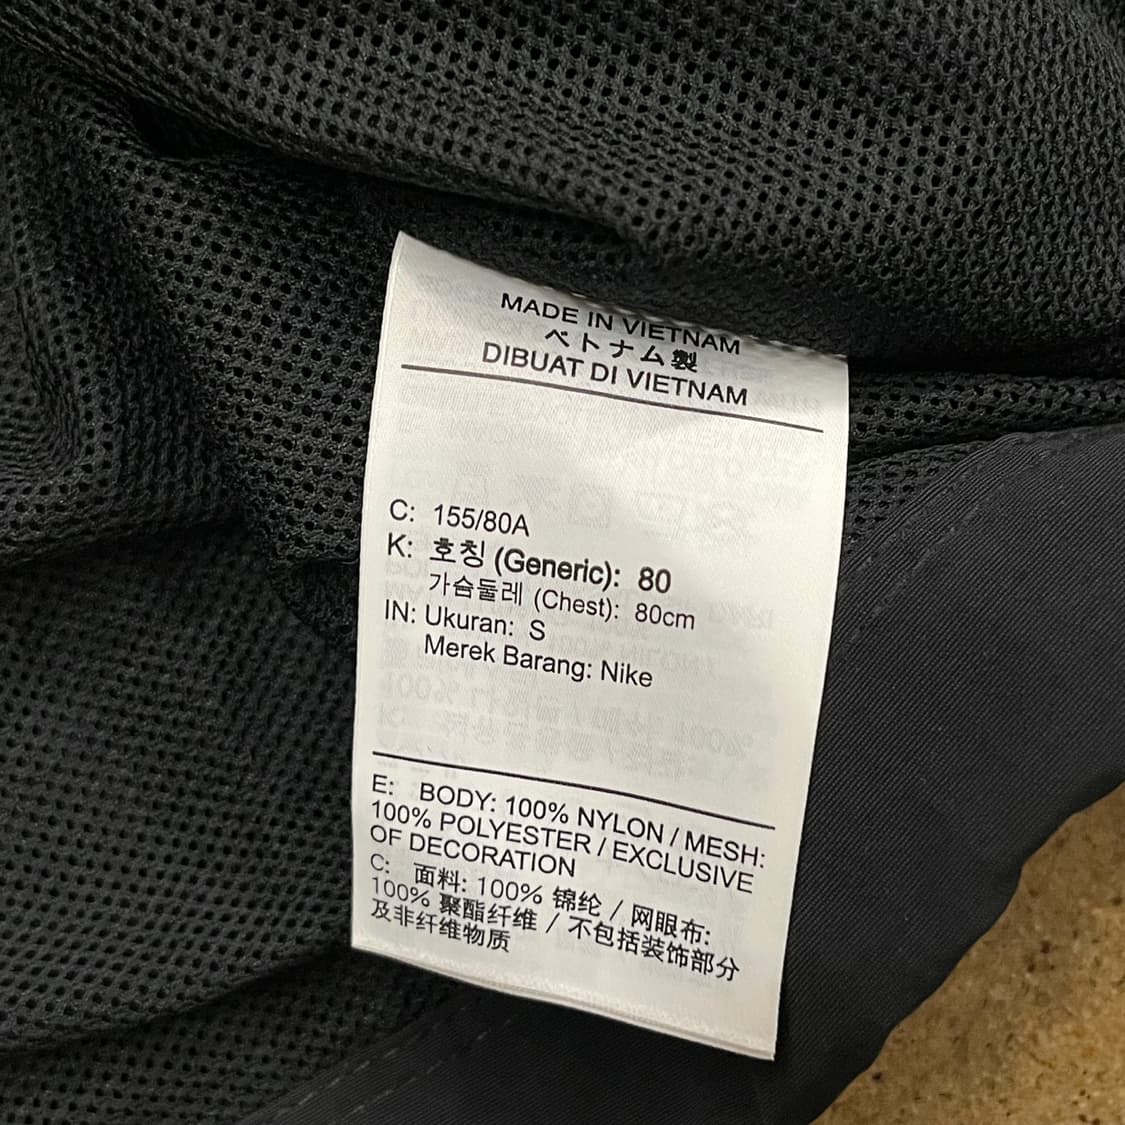 MADE IN VIETNAM
ベトナム製
DIBUAT DI VIETNAM
C: 155/80A
K: 호칭 (Generic): 80
가슴둘레 (Chest): 80cm
IN: Ukuran: S
Merek Barang: Nike
E: BODY: 100% NYLON / MESH:
100% POLYESTER / EXCLUSIVE
OF DECORATION
C: 面料: 100% 锦纶 / 网眼布:
100% 聚酯纤维 / 不包括装饰部分
及非纤维物质